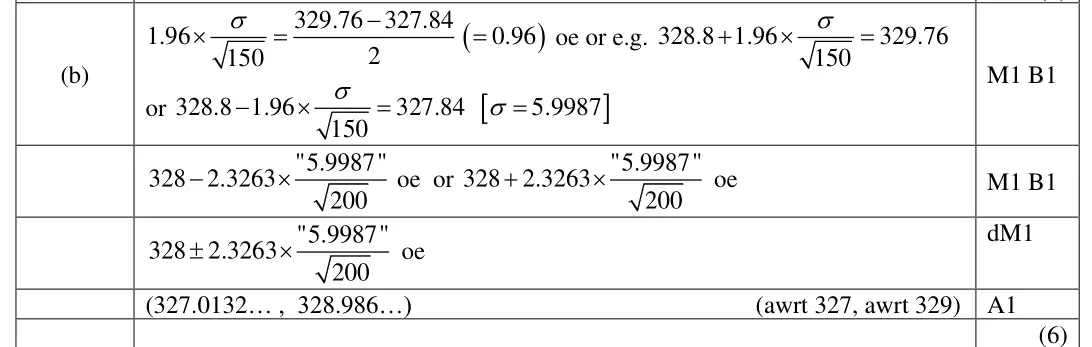 (b)
1.96×σ/√150 = (329.76−327.84)/2 (=0.96) oe or e.g. 328.8+1.96×σ/√150 = 329.76
or 328.8−1.96×σ/√150 = 327.84 [σ=5.9987]
M1 B1
328−2.3263×"5.9987"/√200 oe or 328+2.3263×"5.9987"/√200 oe
M1 B1
328±2.3263×"5.9987"/√200 oe
dM1
(327.0132… , 328.986…) (awrt 327, awrt 329) A1
(6)